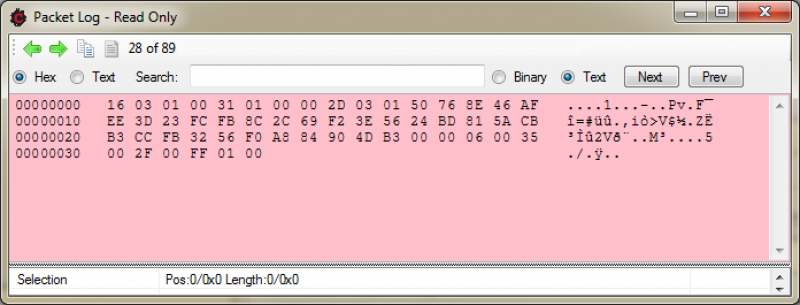 Packet Log - Read Only
28 of 89
Hex Text Search: Binary Text Next Prev
00000000 16 03 01 00 31 01 00 00 2D 03 01 50 76 8E 46 AF ....1...-..Pv.F¯
00000010 EE 3D 23 FC FB 8C 2C 69 F2 3E 56 24 BD 81 5A CB î=#üû.,iò>V$½.ZË
00000020 B3 CC FB 32 56 F0 A8 84 90 4D B3 00 00 06 00 35 ³Ìû2Vð¨..M³....5
00000030 00 2F 00 FF 01 00 ./.ÿ..
Selection Pos:0/0x0 Length:0/0x0